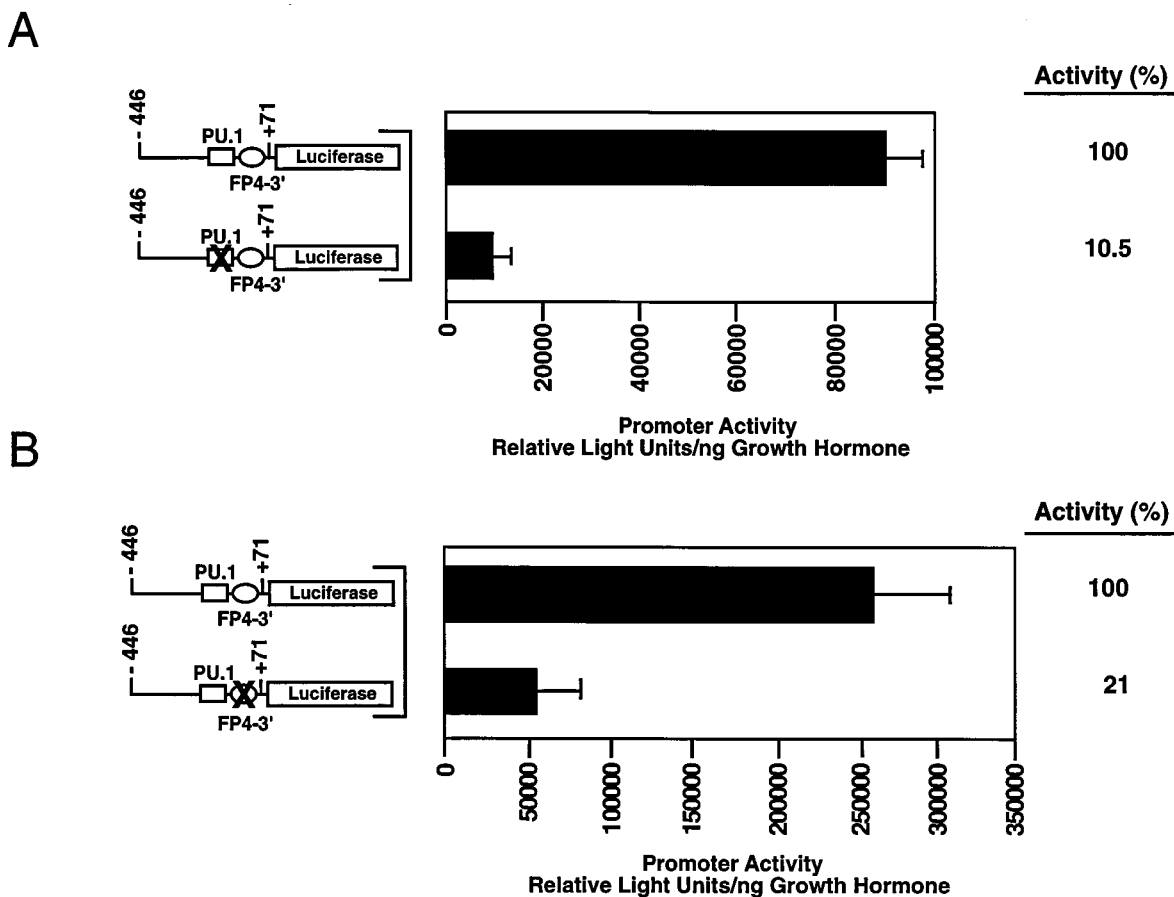 A
Activity (%)
- 446
PU.1
+71
Luciferase
FP4-3'
100
- 446
PU.1
+71
Luciferase
FP4-3'
10.5
0
20000
40000
60000
80000
100000
Promoter Activity
Relative Light Units/ng Growth Hormone
B
Activity (%)
- 446
PU.1
+71
Luciferase
FP4-3'
100
- 446
PU.1
+71
Luciferase
FP4-3'
21
0
50000
100000
150000
200000
250000
300000
350000
Promoter Activity
Relative Light Units/ng Growth Hormone